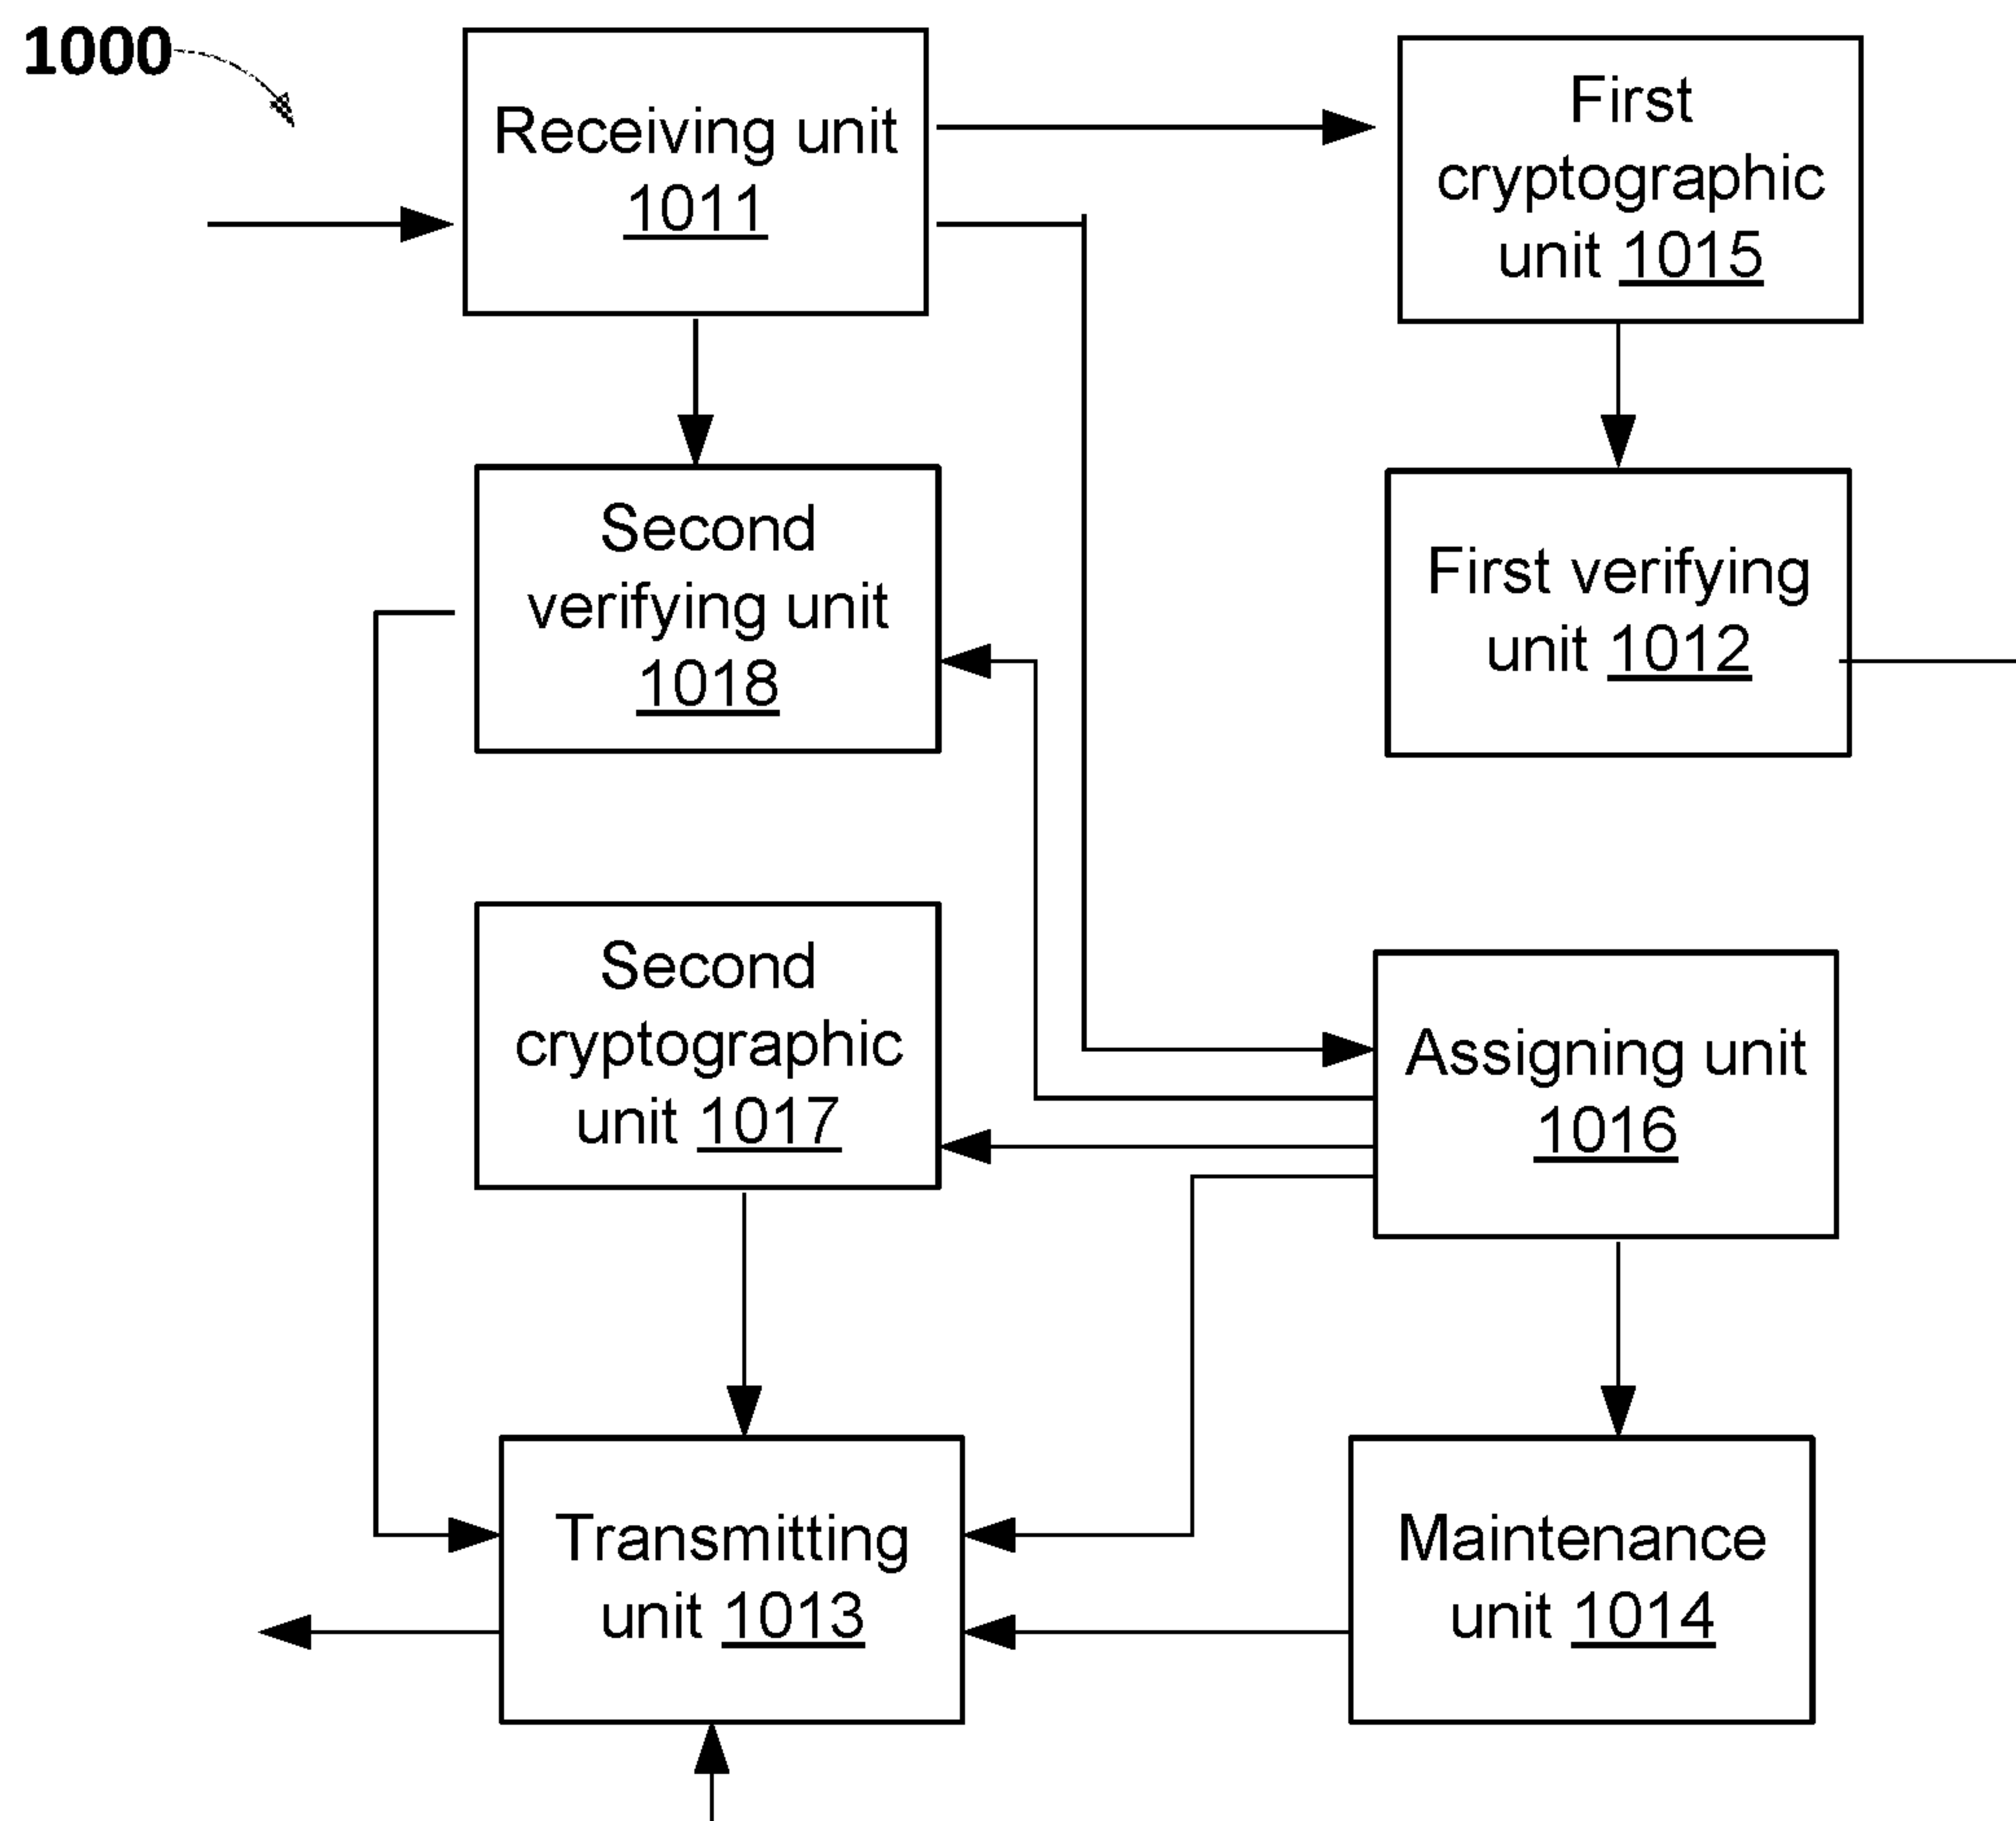 1000
Receiving unit
1011
First
cryptographic
unit 1015
Second
verifying unit
1018
First verifying
unit 1012
Second
cryptographic
unit 1017
Assigning unit
1016
Transmitting
unit 1013
Maintenance
unit 1014